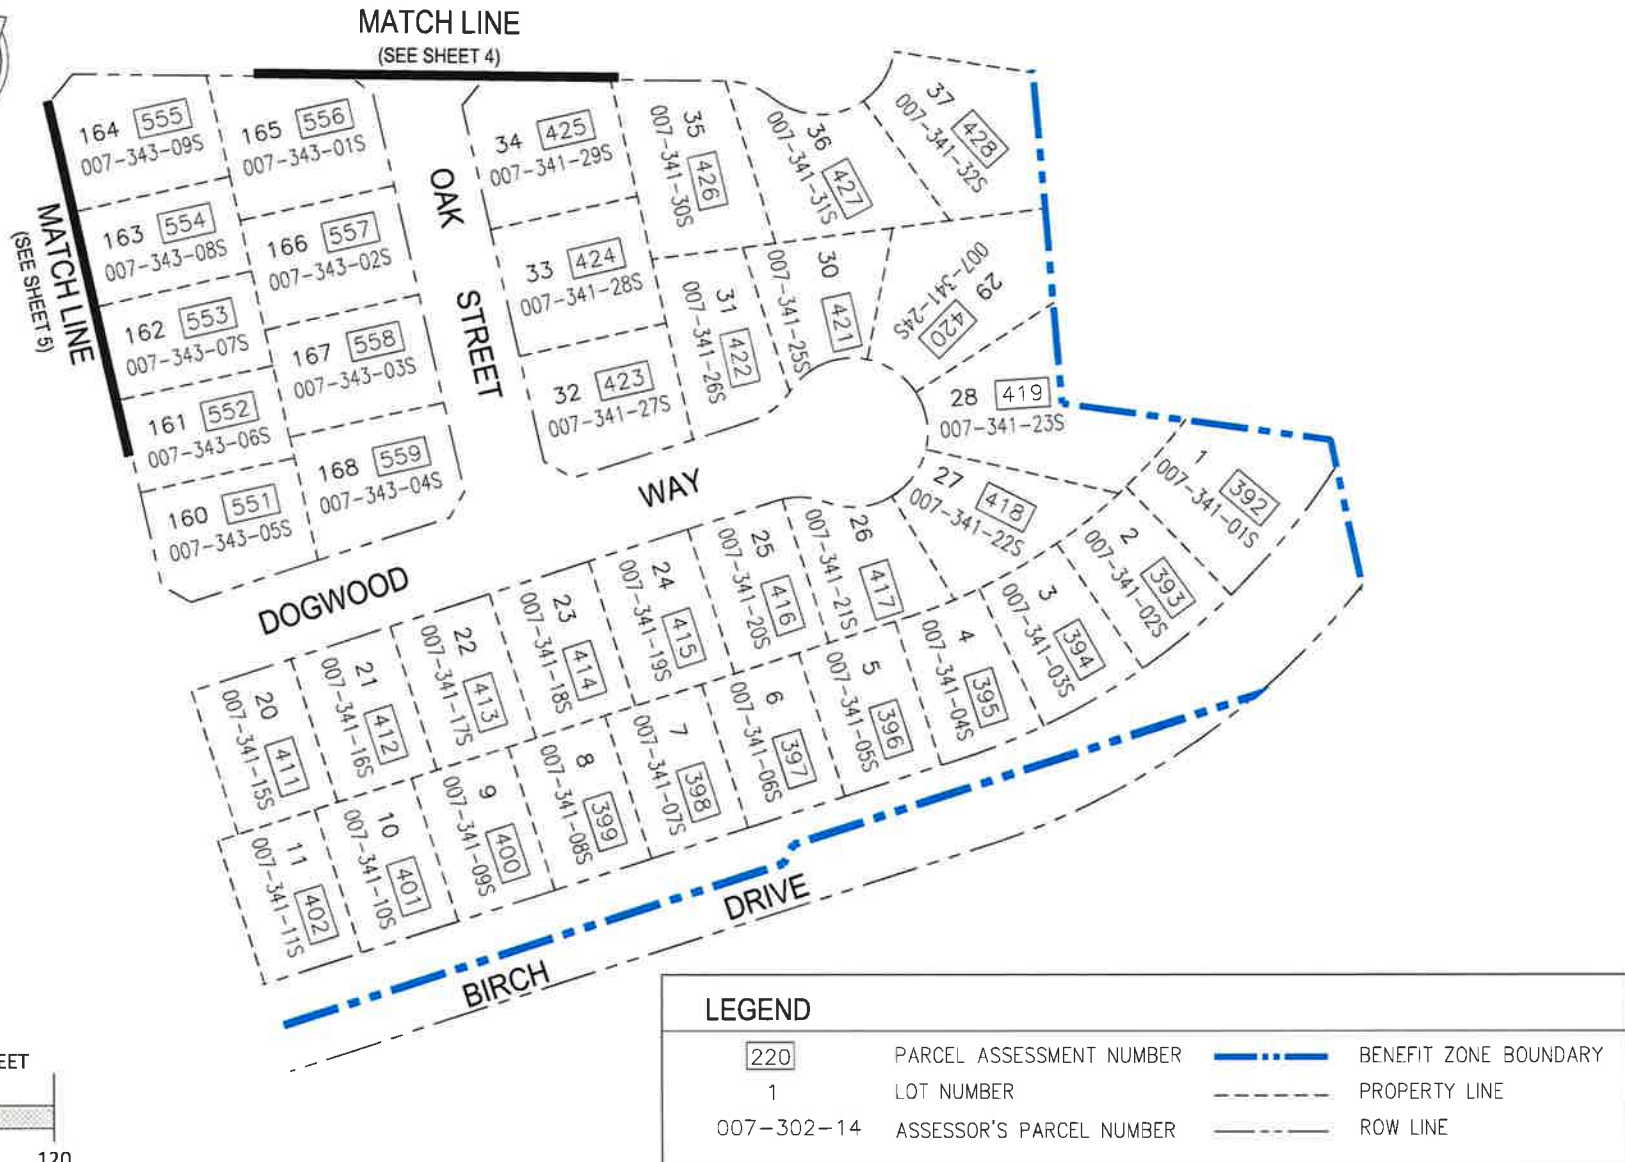 MATCH LINE
(SEE SHEET 4)
MATCH LINE
(SEE SHEET 5)
164 555
007-343-09S
165 556
007-343-01S
163 554
007-343-08S
166 557
007-343-02S
162 553
007-343-07S
167 558
007-343-03S
161 552
007-343-06S
168 559
007-343-04S
160 551
007-343-05S
OAK
STREET
34 425
007-341-29S
33 424
007-341-28S
32 423
007-341-27S
35
007-341-30S
426
36
007-341-31S
427
37
007-341-32S
428
31
007-341-26S
422
30
007-341-25S
421
29
007-341-24S
420
28 419
007-341-23S
27
007-341-22S
418
1
007-341-01S
392
2
007-341-02S
393
3
007-341-03S
394
4
007-341-04S
395
5
007-341-05S
396
6
007-341-06S
397
7
007-341-07S
398
8
007-341-08S
399
9
007-341-09S
400
10
007-341-10S
401
11
007-341-11S
402
DOGWOOD
WAY
26
007-341-21S
417
25
007-341-20S
416
24
007-341-19S
415
23
007-341-18S
414
22
007-341-17S
413
21
007-341-16S
412
20
007-341-15S
411
BIRCH
DRIVE
EET
120
LEGEND
220 PARCEL ASSESSMENT NUMBER
1 LOT NUMBER
007-302-14 ASSESSOR'S PARCEL NUMBER
BENEFIT ZONE BOUNDARY
PROPERTY LINE
ROW LINE